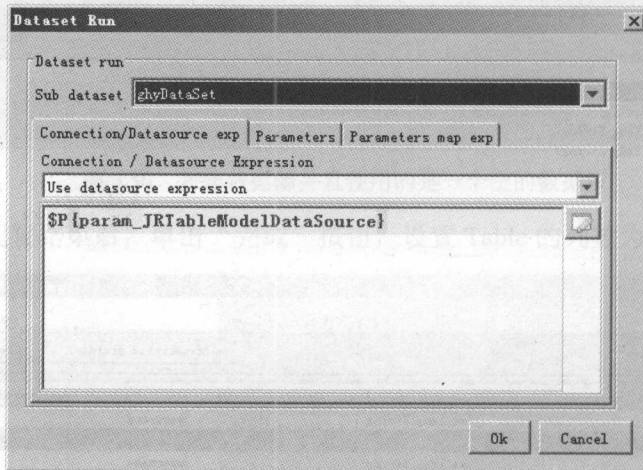 Dataset Run
Dataset run
Sub dataset ghyDataSet
Connection/Datasource exp Parameters Parameters map exp
Connection / Datasource Expression
Use datasource expression
$P{param_JRTableModelDataSource}
Ok Cancel